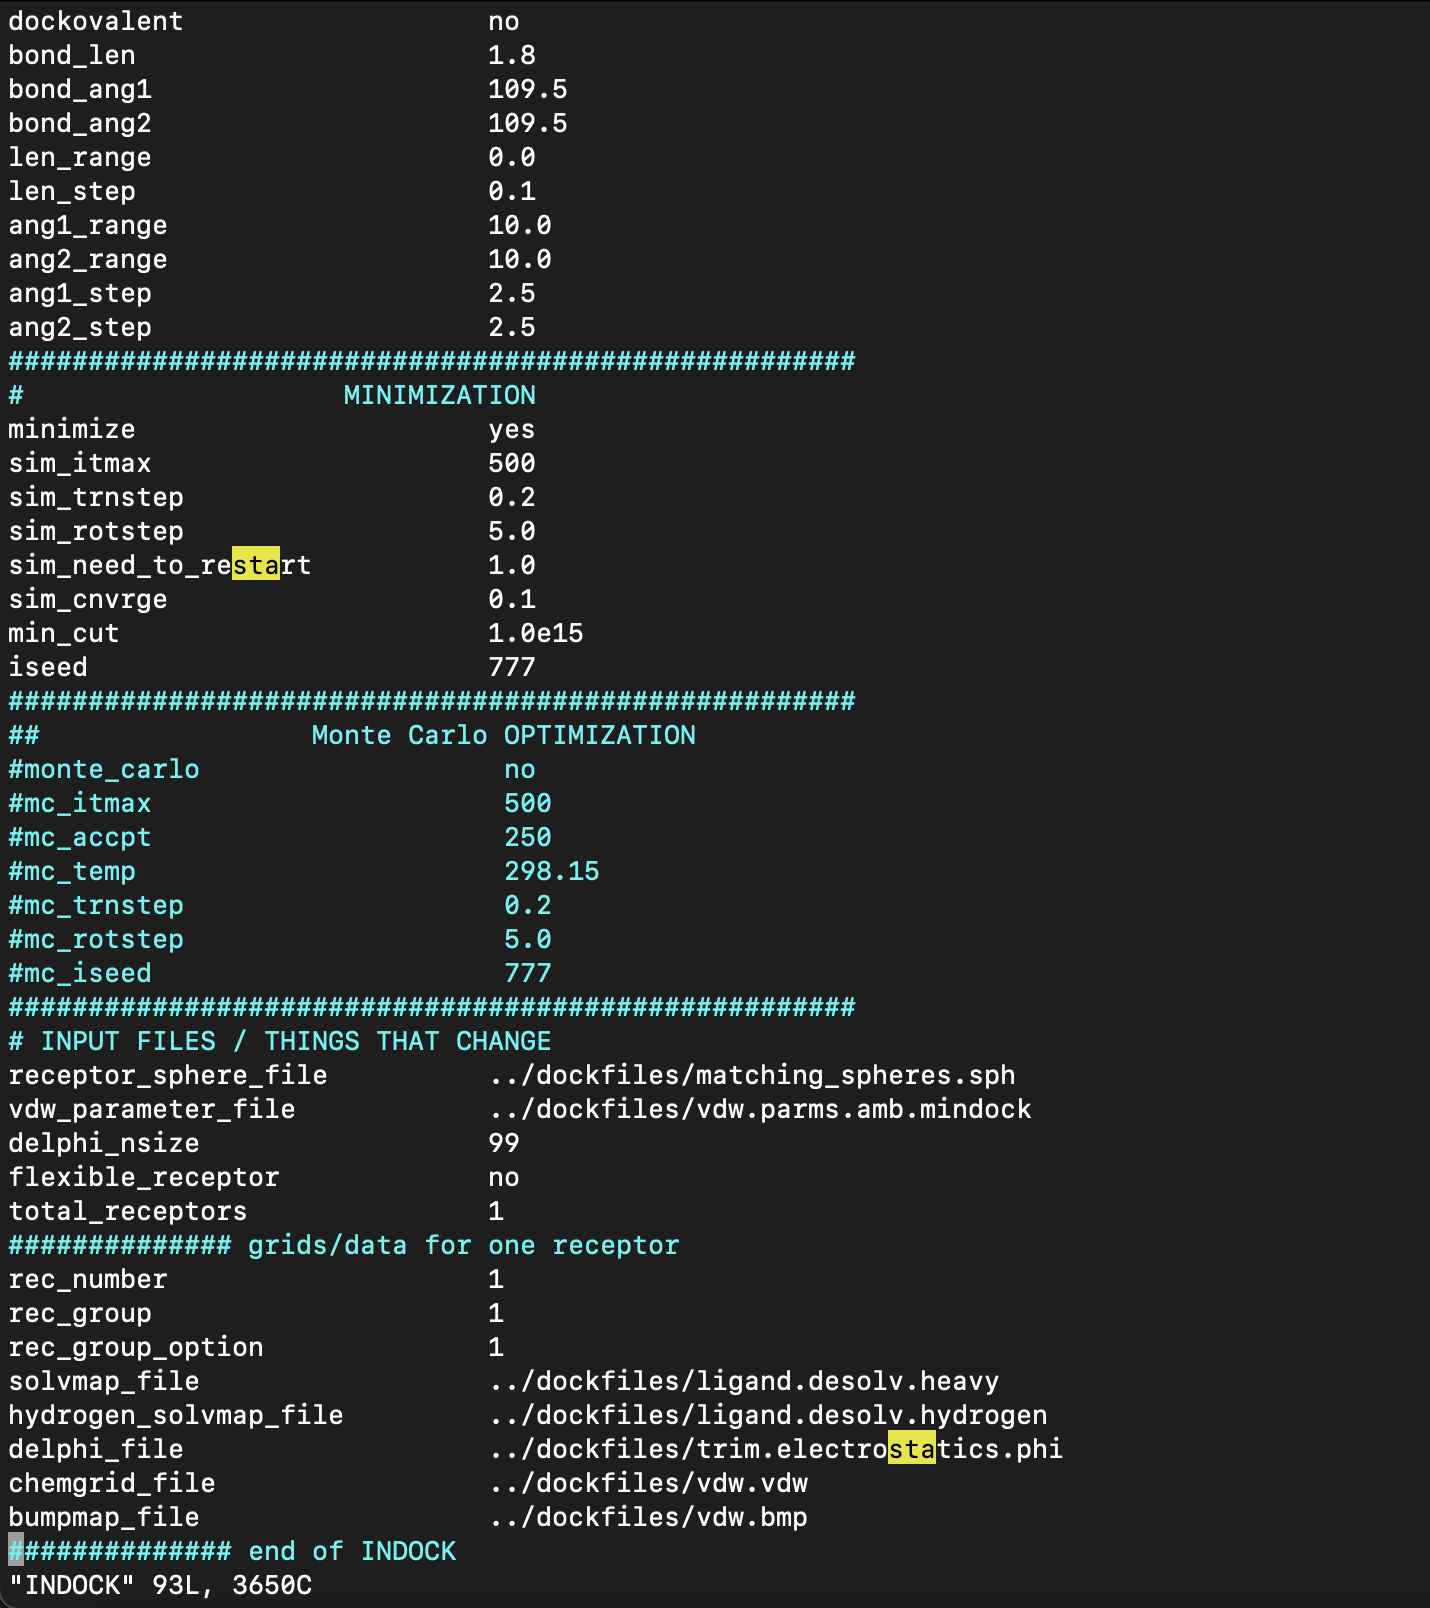 dockovalent                   no
bond_len                      1.8
bond_ang1                     109.5
bond_ang2                     109.5
len_range                     0.0
len_step                      0.1
ang1_range                    10.0
ang2_range                    10.0
ang1_step                     2.5
ang2_step                     2.5
#####################################################
#                    MINIMIZATION
minimize                      yes
sim_itmax                     500
sim_trnstep                   0.2
sim_rotstep                   5.0
sim_need_to_restart           1.0
sim_cnvrge                    0.1
min_cut                       1.0e15
iseed                         777
#####################################################
##                 Monte Carlo OPTIMIZATION
#monte_carlo                   no
#mc_itmax                      500
#mc_accpt                      250
#mc_temp                       298.15
#mc_trnstep                    0.2
#mc_rotstep                    5.0
#mc_iseed                      777
#####################################################
# INPUT FILES / THINGS THAT CHANGE
receptor_sphere_file          ../dockfiles/matching_spheres.sph
vdw_parameter_file            ../dockfiles/vdw.parms.amb.mindock
delphi_nsize                  99
flexible_receptor             no
total_receptors               1
############## grids/data for one receptor
rec_number                    1
rec_group                     1
rec_group_option              1
solvmap_file                  ../dockfiles/ligand.desolv.heavy
hydrogen_solvmap_file         ../dockfiles/ligand.desolv.hydrogen
delphi_file                   ../dockfiles/trim.electrostatics.phi
chemgrid_file                 ../dockfiles/vdw.vdw
bumpmap_file                  ../dockfiles/vdw.bmp
############## end of INDOCK
"INDOCK" 93L, 3650C